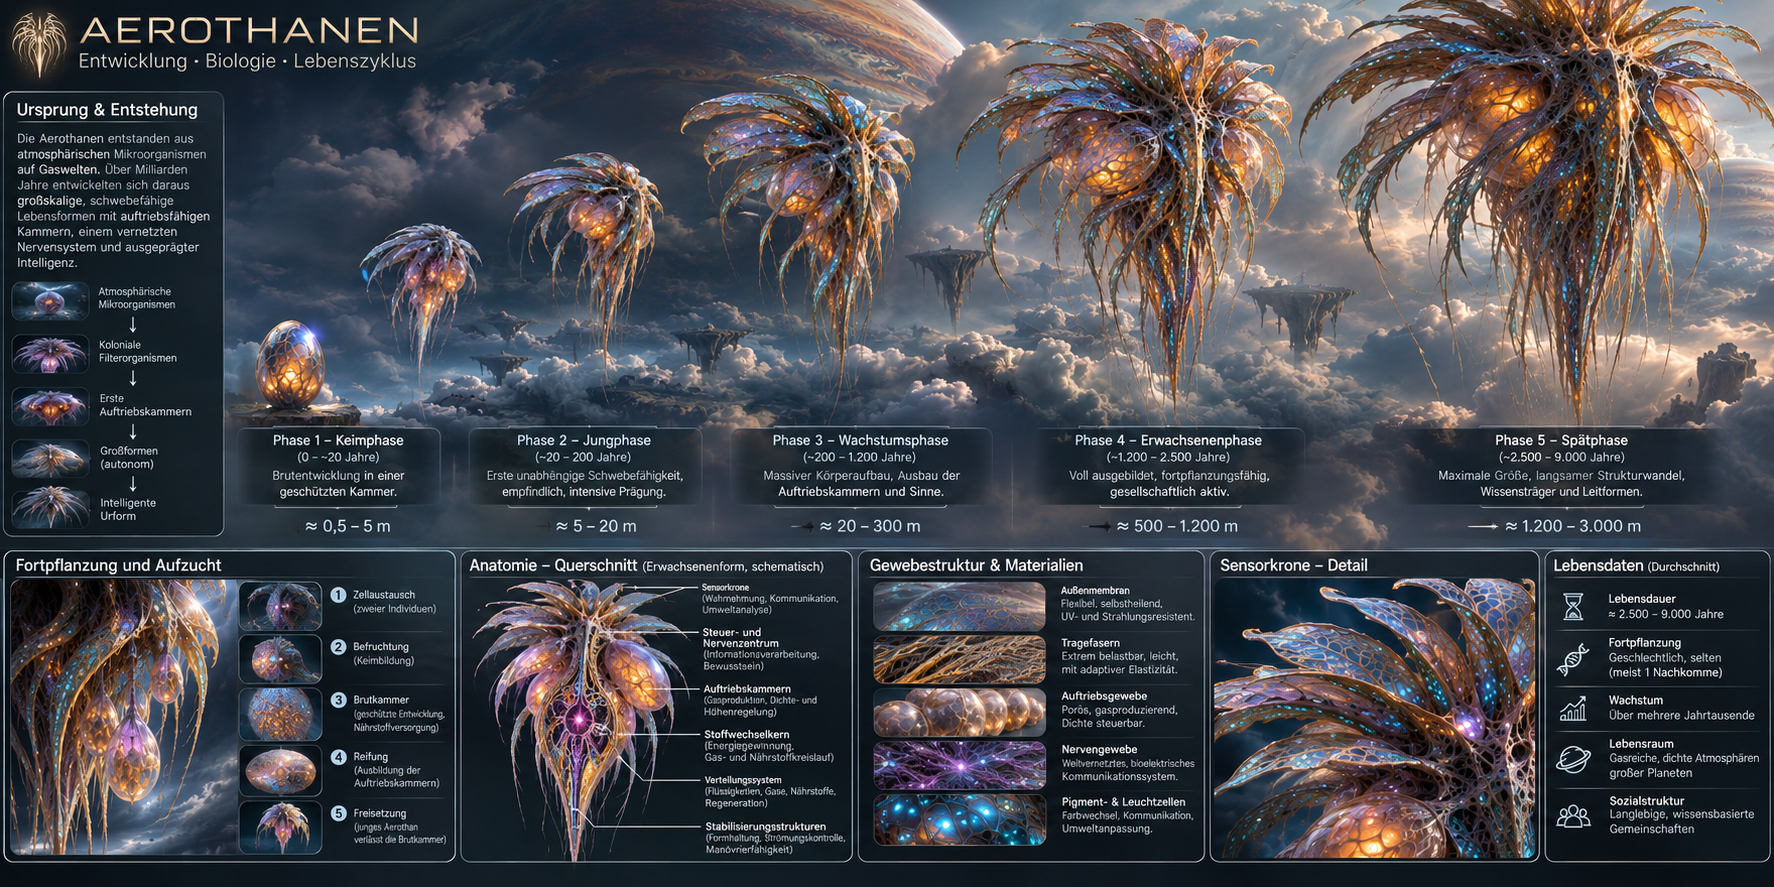 AEROTHANEN
Entwicklung • Biologie • Lebenszyklus
Ursprung & Entstehung
Die Aerothanen entstanden aus
atmosphärischen Mikroorganismen
auf Gaswelten. Über Milliarden
Jahre entwickelten sich daraus
großskalige, schwebefähige
Lebensformen mit auftriebsfähigen
Kammern, einem vernetzten
Nervensystem und ausgeprägter
Intelligenz.
Atmosphärische
Mikroorganismen
↓
Koloniale
Filterorganismen
↓
Erste
Auftriebskammern
↓
Großformen
(autonom)
↓
Intelligente
Urform
Phase 1 – Keimphase
(0 – ~20 Jahre)
Brutentwicklung in einer
geschützten Kammer.
≈ 0,5 – 5 m
Phase 2 – Jungphase
(~20 – 200 Jahre)
Erste unabhängige Schwebefähigkeit,
empfindlich, intensive Prägung.
≈ 5 – 20 m
Phase 3 – Wachstumsphase
(~200 – 1.200 Jahre)
Massiver Körperaufbau, Ausbau der
Auftriebskammern und Sinne.
≈ 20 – 300 m
Phase 4 – Erwachsenenphase
(~1.200 – 2.500 Jahre)
Voll ausgebildet, fortpflanzungsfähig,
gesellschaftlich aktiv.
≈ 500 – 1.200 m
Phase 5 – Spätphase
(~2.500 – 9.000 Jahre)
Maximale Größe, langsamer Strukturwandel,
Wissensträger und Leitformen.
≈ 1.200 – 3.000 m
Fortpflanzung und Aufzucht
1 Zellaustausch
(zweier Individuen)
2 Befruchtung
(Keimbildung)
3 Brutkammer
(geschützte Entwicklung,
Nährstoffversorgung)
4 Reifung
(Ausbildung der
Auftriebskammern)
5 Freisetzung
(junges Aerothan
verlässt die Brutkammer)
Anatomie – Querschnitt (Erwachsenenform, schematisch)
Sensorkrone
(Wahrnehmung, Kommunikation,
Umweltanalyse)
Steuer- und
Nervenzentrum
(Informationsverarbeitung,
Bewusstsein)
Auftriebskammern
(Gasproduktion, Dichte- und
Höhenregelung)
Stoffwechselkern
(Energiegewinnung,
Gas- und Nährstoffkreislauf)
Verteilungssystem
(Flüssigkeiten, Gase, Nährstoffe,
Regeneration)
Stabilisierungsstrukturen
(Formhaltung, Strömungskontrolle,
Manövrierfähigkeit)
Gewebestruktur & Materialien
Außenmembran
Flexibel, selbstheilend,
UV- und Strahlungsresistent.
Tragefasern
Extrem belastbar, leicht,
mit adaptiver Elastizität.
Auftriebsgewebe
Porös, gasproduzierend,
Dichte steuerbar.
Nervengewebe
Weitvernetztes, bioelektrisches
Kommunikationssystem.
Pigment- & Leuchtzellen
Farbwechsel, Kommunikation,
Umweltanpassung.
Sensorkrone – Detail
Lebensdaten (Durchschnitt)
Lebensdauer
≈ 2.500 – 9.000 Jahre
Fortpflanzung
Geschlechtlich, selten
(meist 1 Nachkomme)
Wachstum
Über mehrere Jahrtausende
Lebensraum
Gasreiche, dichte Atmosphären
großer Planeten
Sozialstruktur
Langlebige, wissensbasierte
Gemeinschaften